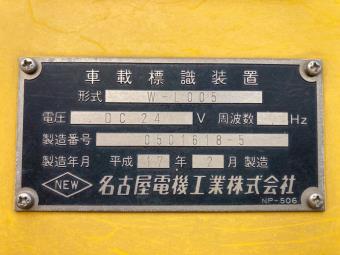 車載標識装置
形式 W-L005
電圧 DC 24 V 周波数 Hz
製造番号 0501618-5
製造年月 平成 17 年 2 月 製造
NEW 名古屋電機工業株式会社
NP-506